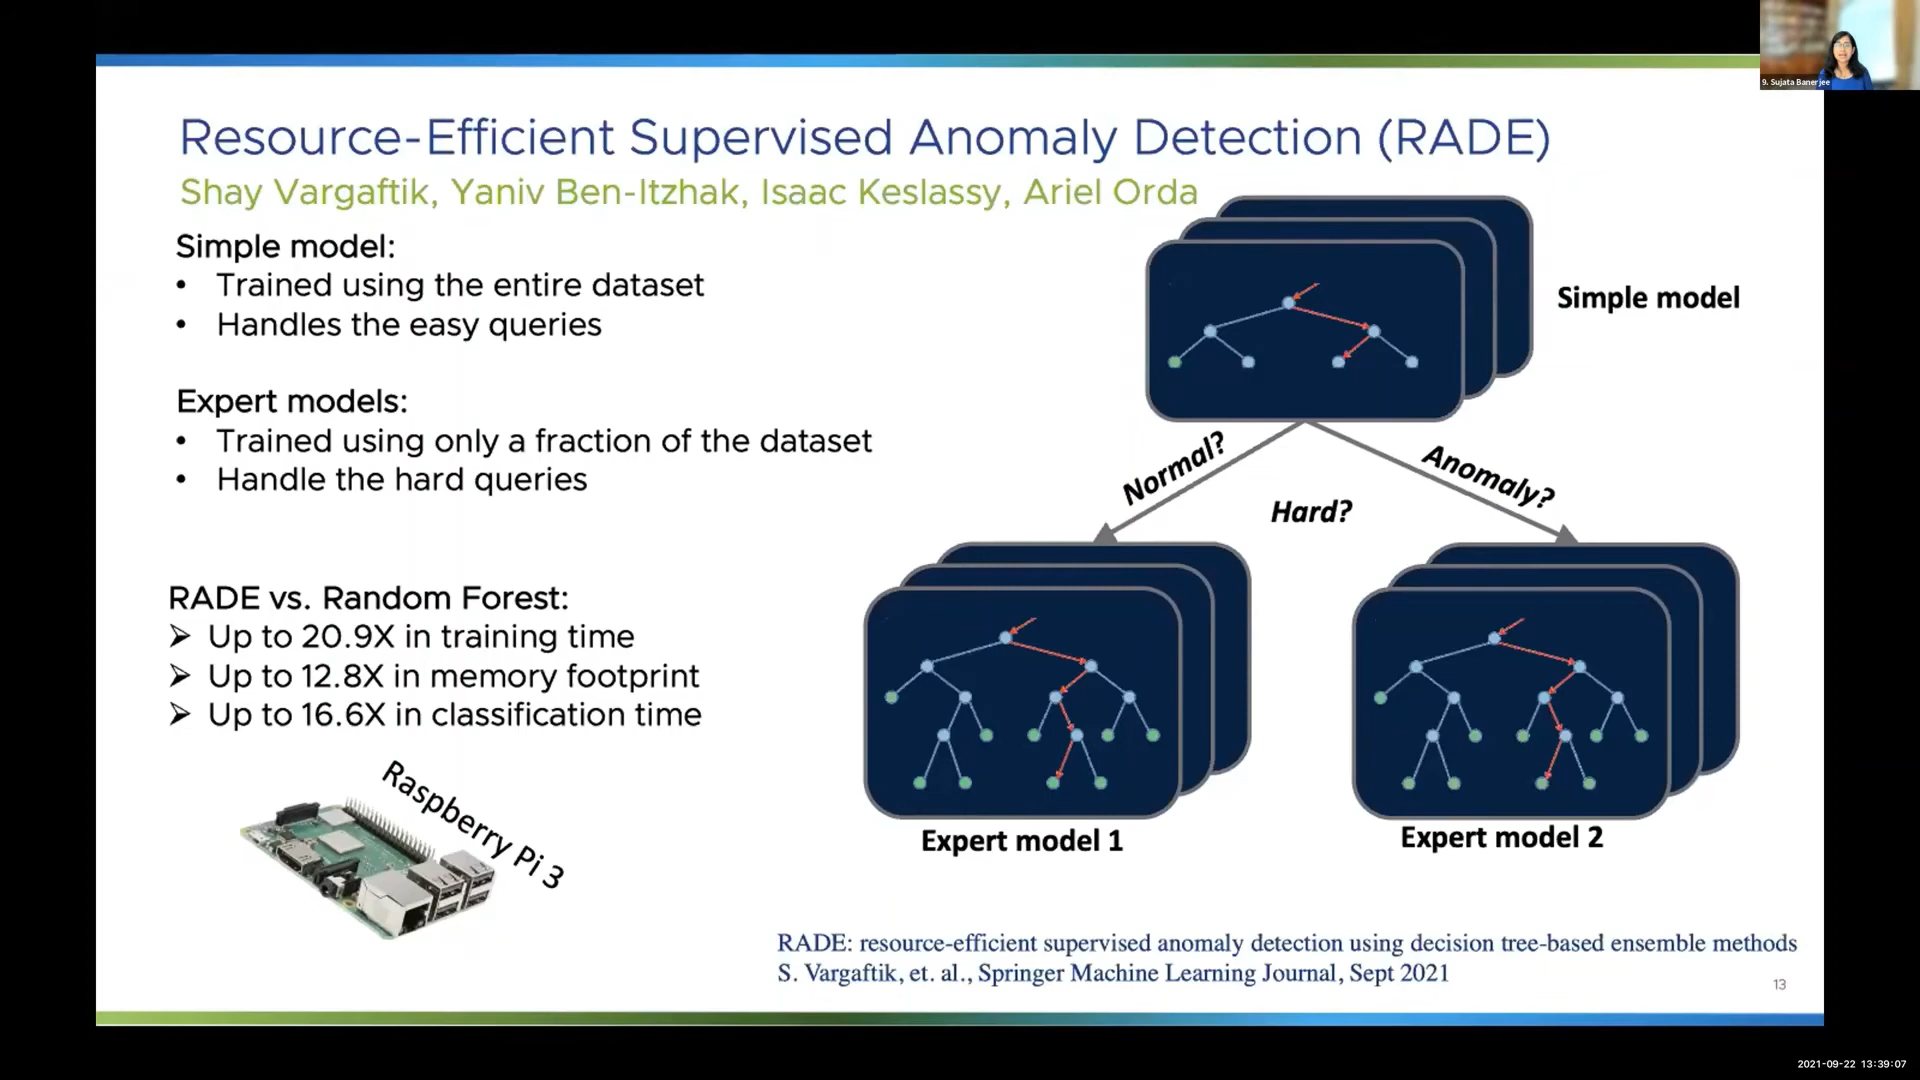 9. Sujata Banerjee
Resource-Efficient Supervised Anomaly Detection (RADE)
Shay Vargaftik, Yaniv Ben-Itzhak, Isaac Keslassy, Ariel Orda
Simple model:
• Trained using the entire dataset
• Handles the easy queries
Expert models:
• Trained using only a fraction of the dataset
• Handle the hard queries
RADE vs. Random Forest:
➢ Up to 20.9X in training time
➢ Up to 12.8X in memory footprint
➢ Up to 16.6X in classification time
Raspberry Pi 3
Simple model
Normal?
Hard?
Anomaly?
Expert model 1
Expert model 2
RADE: resource-efficient supervised anomaly detection using decision tree-based ensemble methods
S. Vargaftik, et. al., Springer Machine Learning Journal, Sept 2021
13
2021-09-22 13:39:07